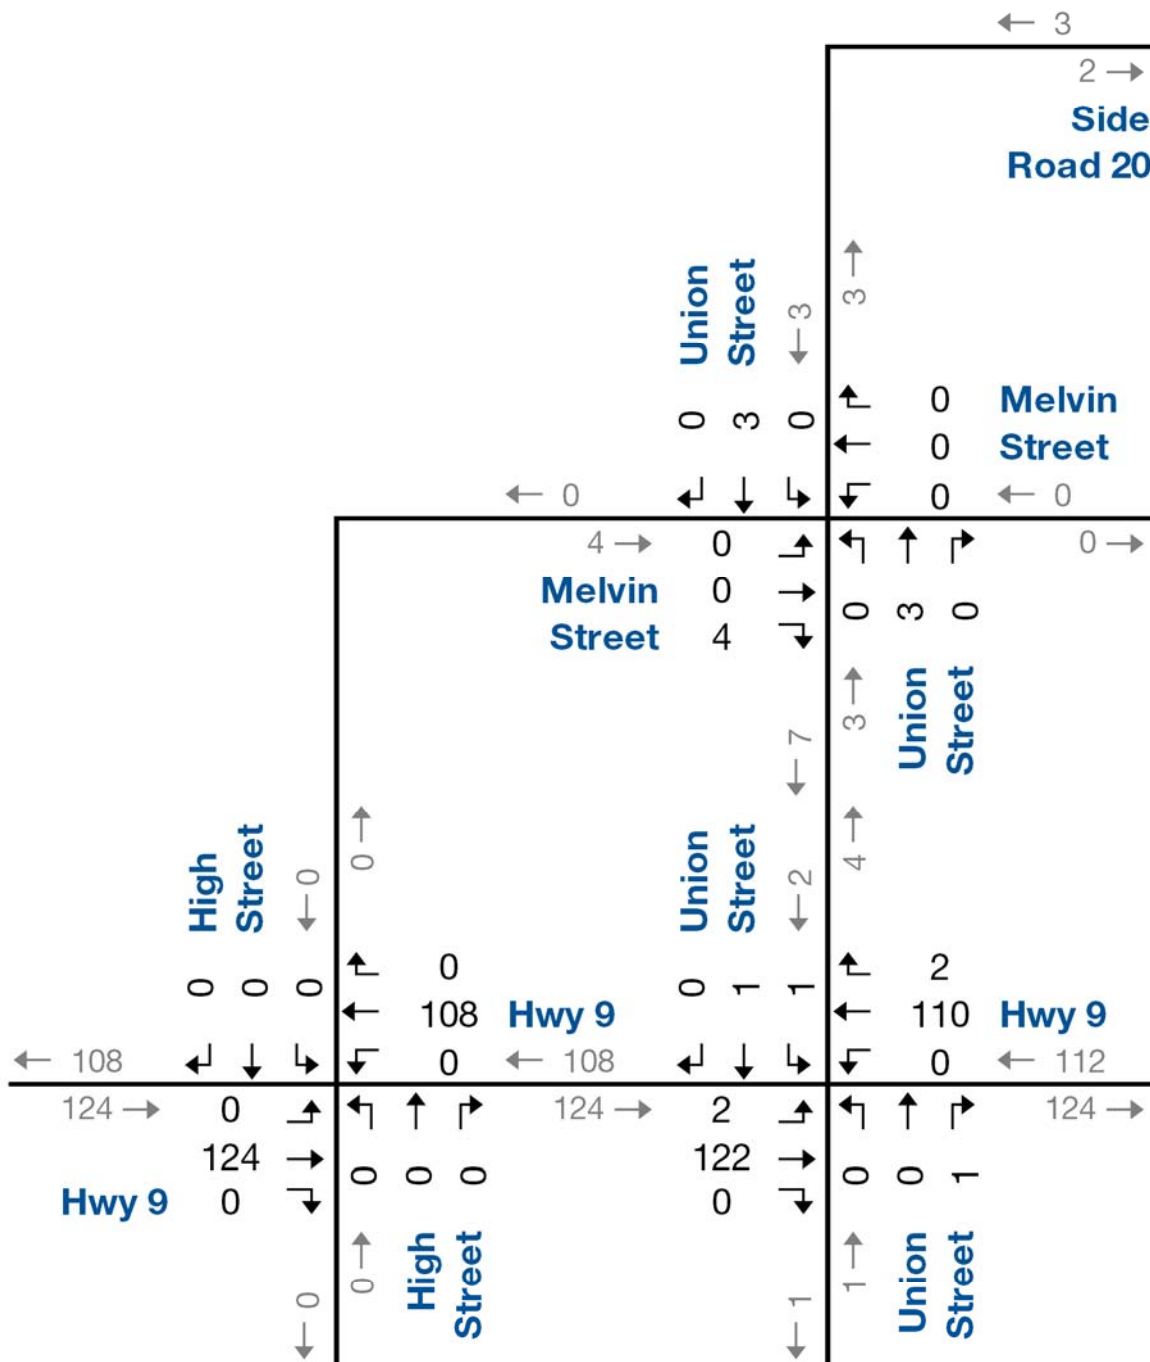 3
2
Side
Road 20
3
Union
Street
3
0 3 0
0 Melvin
0 Street
0
0
0
4
0
Melvin 0
Street 4
0
0 3 0
3
Union
Street
7
4
2
Union
Street
0
High
Street
0
0 0 0
0
108 Hwy 9
0
108
108
0 1 1
2
110 Hwy 9
0
112
124
0
124
Hwy 9 0
0 0 0
0
High
Street
0
124
2
122
0
0 0 1
124
1
Union
Street
1